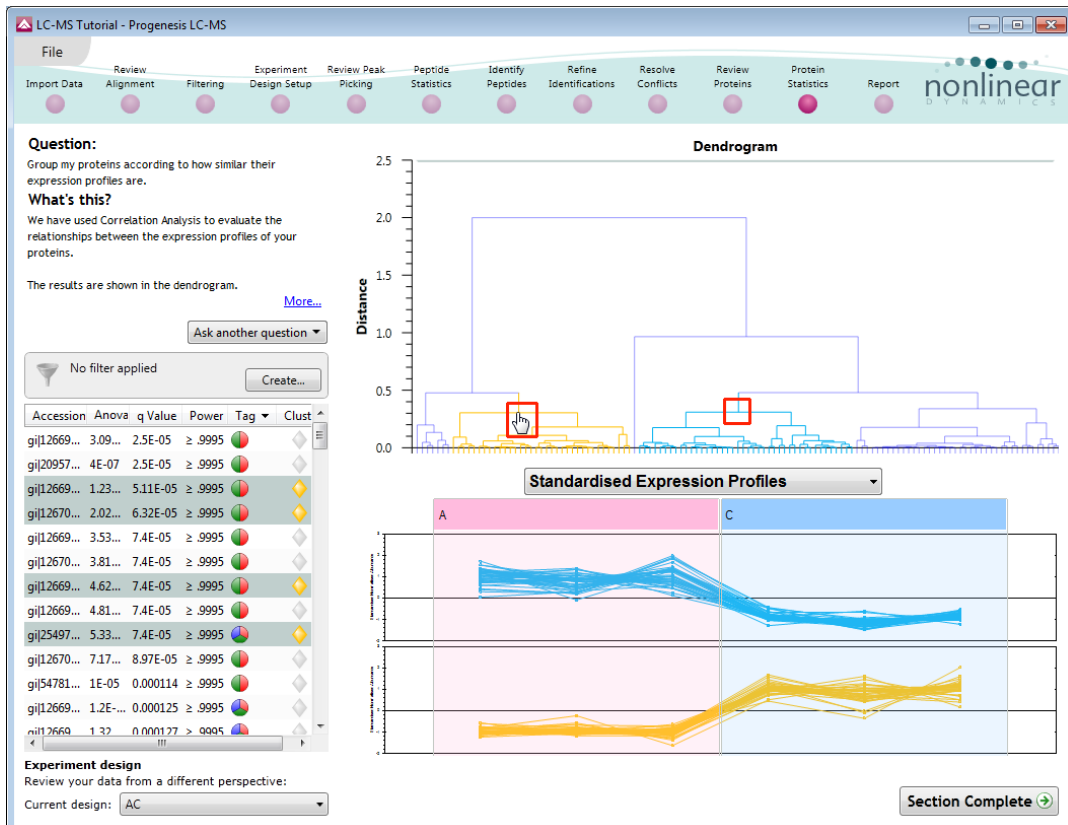 LC-MS Tutorial - Progenesis LC-MS
File
Import Data
Review
Alignment
Filtering
Experiment
Design Setup
Review Peak
Picking
Peptide
Statistics
Identify
Peptides
Refine
Identifications
Resolve
Conflicts
Review
Proteins
Protein
Statistics
Report
nonlinear
DYNAMICS
Question:
Group my proteins according to how similar their
expression profiles are.
What's this?
We have used Correlation Analysis to evaluate the
relationships between the expression profiles of your
proteins.
The results are shown in the dendrogram.
More...
Ask another question
No filter applied
Create...
Accession Anova q Value Power Tag Clust
gi|12669... 3.09... 2.5E-05 ≥ .9995
gi|20957... 4E-07 2.5E-05 ≥ .9995
gi|12669... 1.23... 5.11E-05 ≥ .9995
gi|12670... 2.02... 6.32E-05 ≥ .9995
gi|12669... 3.53... 7.4E-05 ≥ .9995
gi|12670... 3.81... 7.4E-05 ≥ .9995
gi|12669... 4.62... 7.4E-05 ≥ .9995
gi|12669... 4.81... 7.4E-05 ≥ .9995
gi|25497... 5.33... 7.4E-05 ≥ .9995
gi|12670... 7.17... 8.97E-05 ≥ .9995
gi|54781... 1E-05 0.000114 ≥ .9995
gi|12669... 1.2E-... 0.000125 ≥ .9995
gi|12669 1.32 0.000127 ≥ .9995
Experiment design
Review your data from a different perspective:
Current design: AC
Dendrogram
Distance
2.5
2.0
1.5
1.0
0.5
0.0
Standardised Expression Profiles
A
C
Section Complete